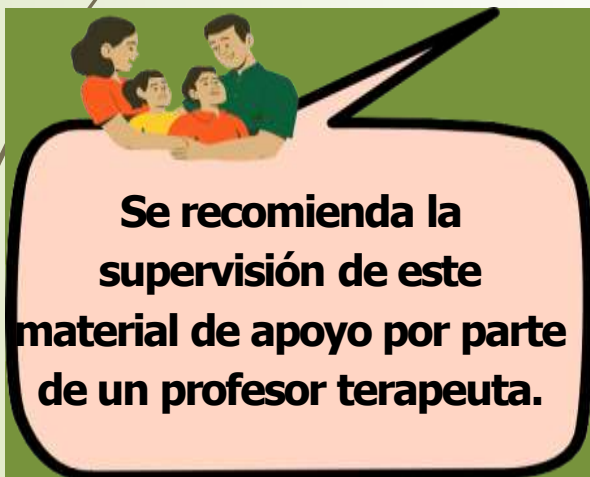 Se recomienda la
supervisión de este
material de apoyo por parte
de un profesor terapeuta.